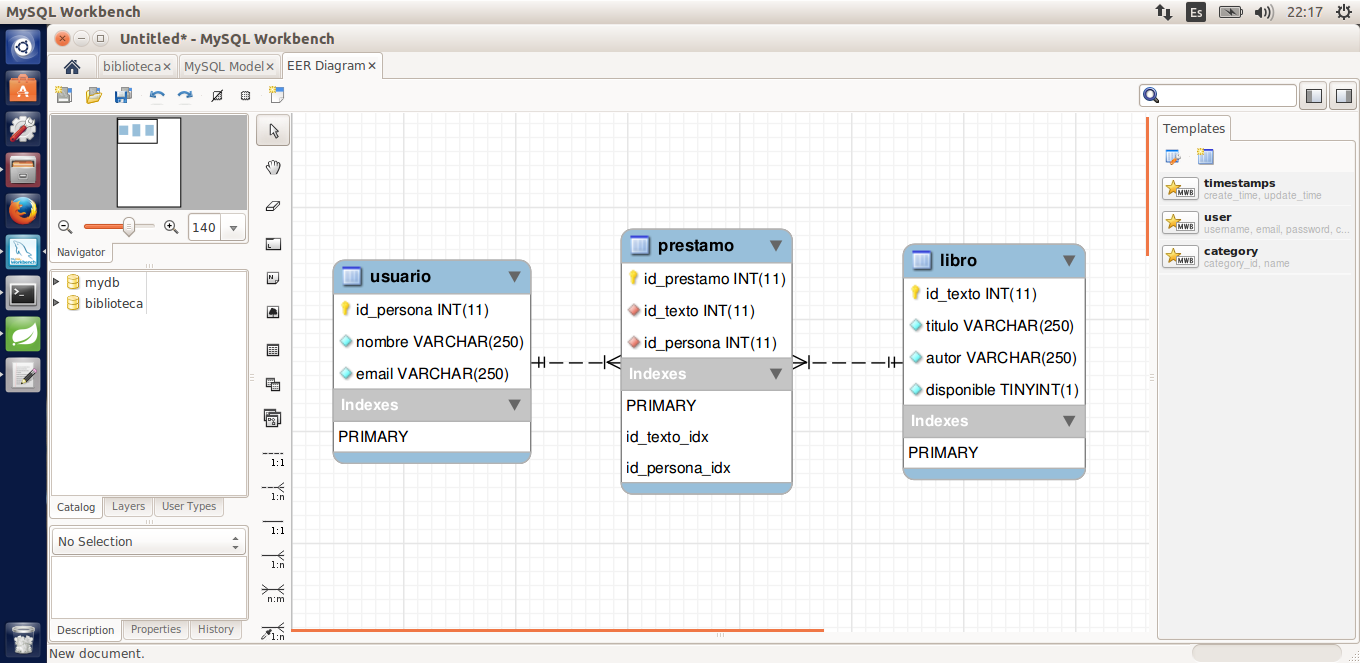 MySQL Workbench
Es
22:17
Untitled* - MySQL Workbench
biblioteca
MySQL Model
EER Diagram
140
Navigator
mydb
biblioteca
Catalog
Layers
User Types
No Selection
Description
Properties
History
1:1
1:n
1:1
1:n
n:m
1:n
usuario
id_persona INT(11)
nombre VARCHAR(250)
email VARCHAR(250)
Indexes
PRIMARY
prestamo
id_prestamo INT(11)
id_texto INT(11)
id_persona INT(11)
Indexes
PRIMARY
id_texto_idx
id_persona_idx
libro
id_texto INT(11)
titulo VARCHAR(250)
autor VARCHAR(250)
disponible TINYINT(1)
Indexes
PRIMARY
Templates
MWB
timestamps
create_time, update_time
MWB
user
username, email, password, c...
MWB
category
category_id, name
New document.